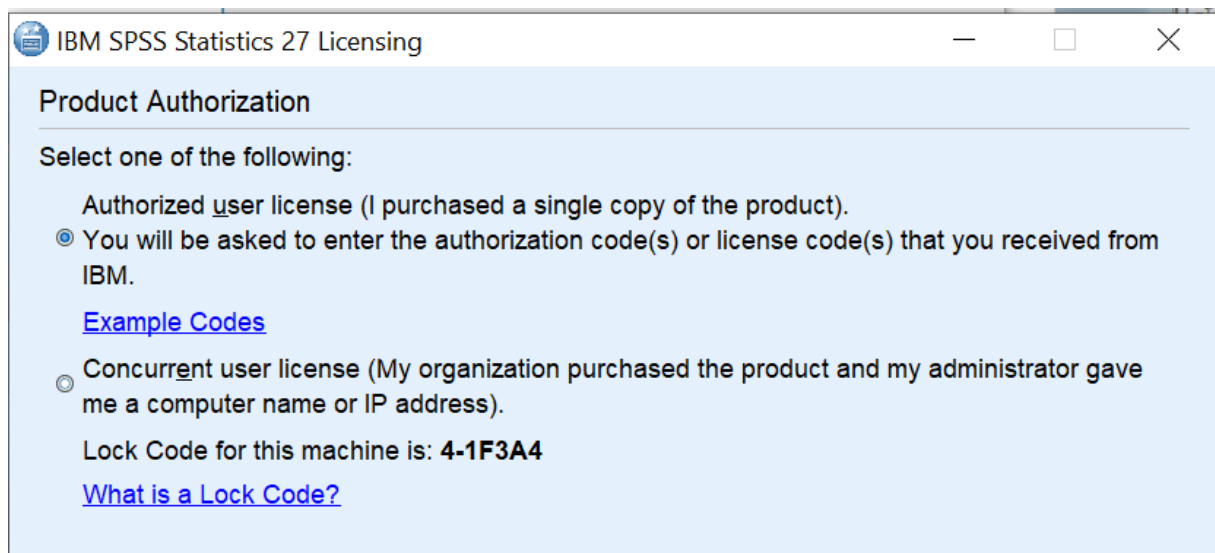 IBM SPSS Statistics 27 Licensing
Product Authorization
Select one of the following:
Authorized user license (I purchased a single copy of the product).
You will be asked to enter the authorization code(s) or license code(s) that you received from
IBM.
Example Codes
Concurrent user license (My organization purchased the product and my administrator gave
me a computer name or IP address).
Lock Code for this machine is: 4-1F3A4
What is a Lock Code?